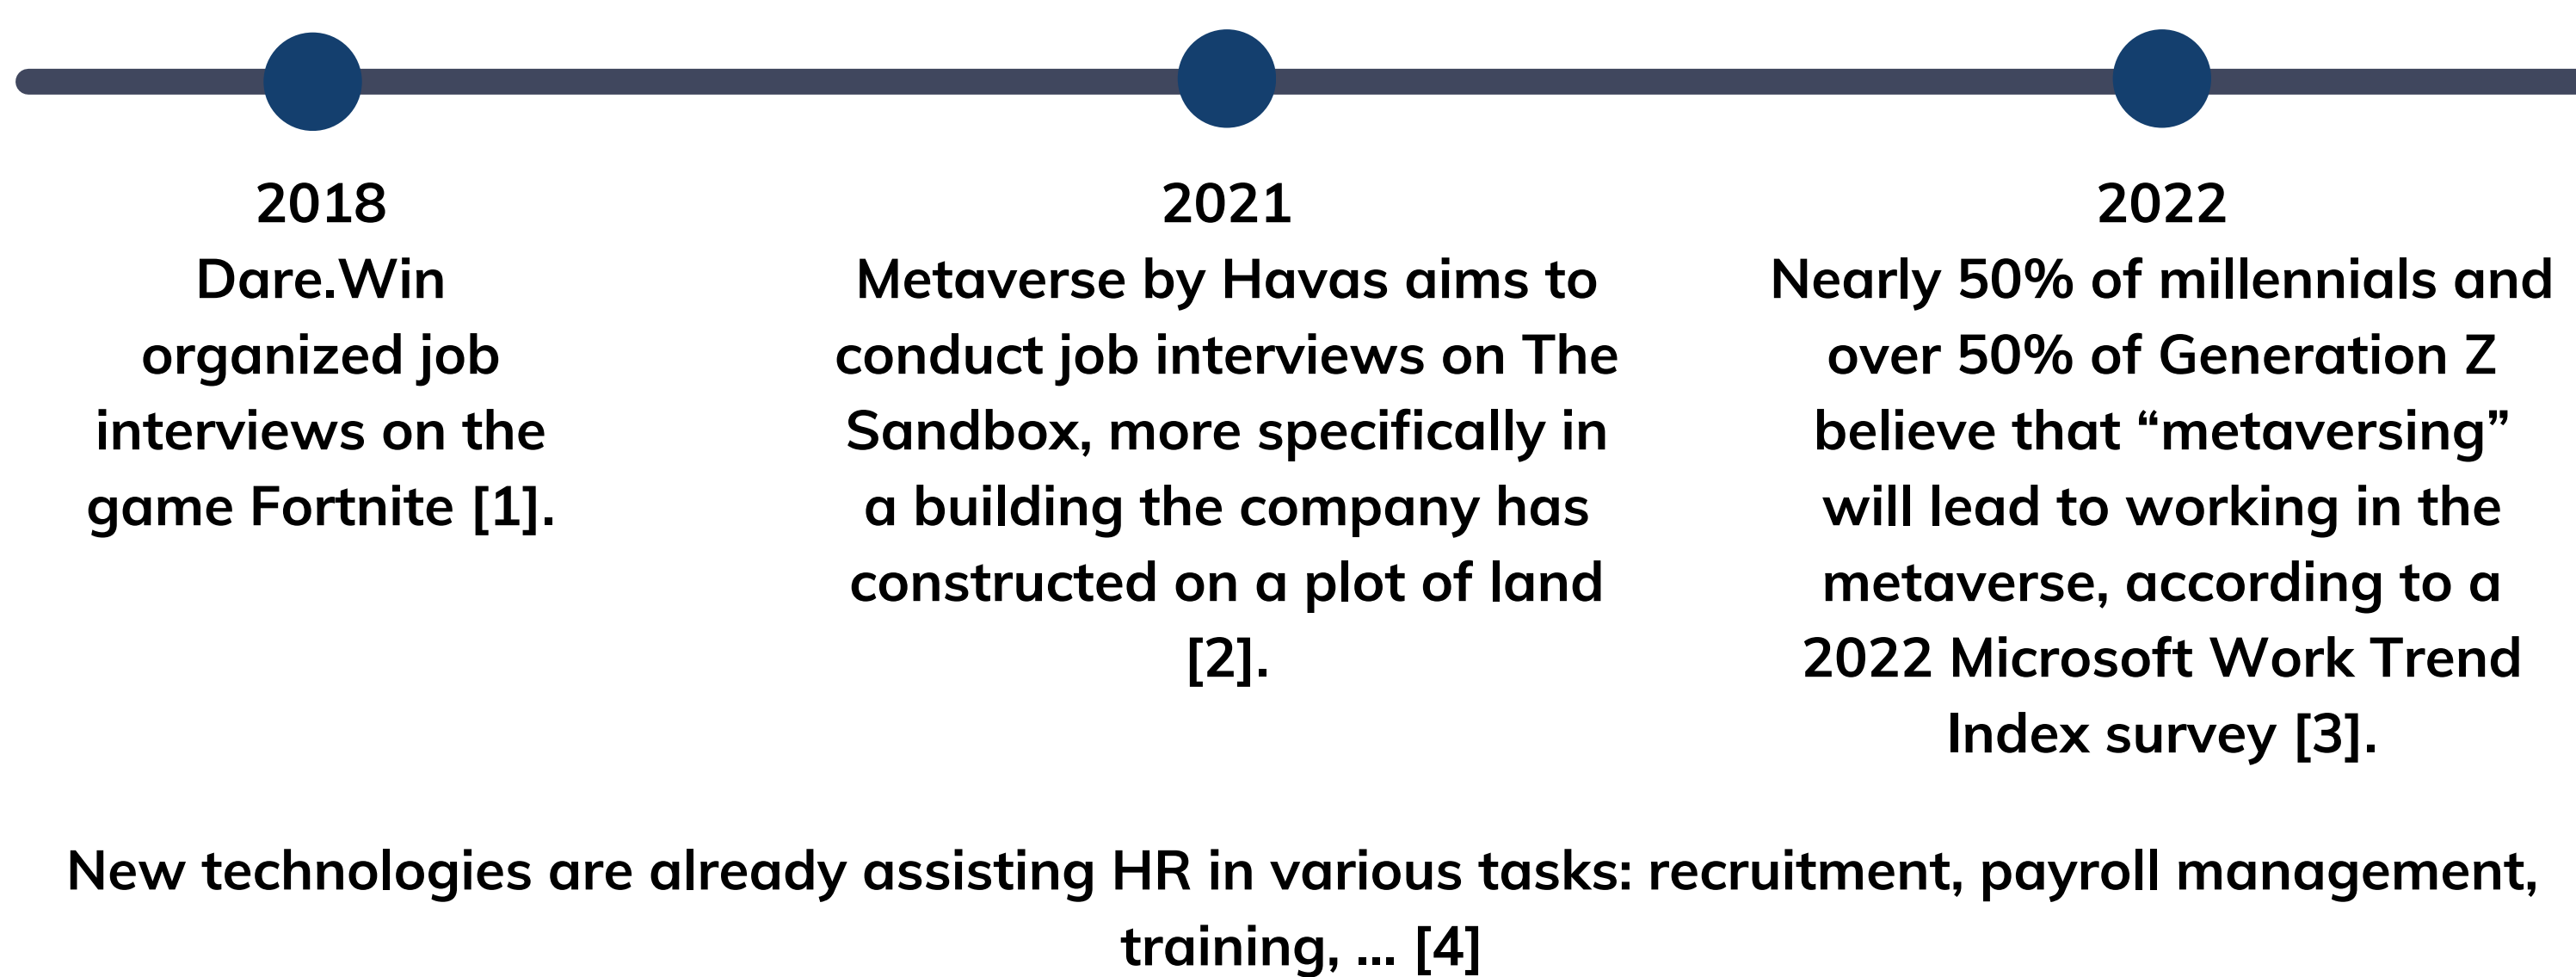 2018
Dare.Win
organized job
interviews on the
game Fortnite [1].
2021
Metaverse by Havas aims to
conduct job interviews on The
Sandbox, more specifically in
a building the company has
constructed on a plot of land
[2].
2022
Nearly 50% of millennials and
over 50% of Generation Z
believe that “metaversing”
will lead to working in the
metaverse, according to a
2022 Microsoft Work Trend
Index survey [3].
New technologies are already assisting HR in various tasks: recruitment, payroll management,
training, ... [4]